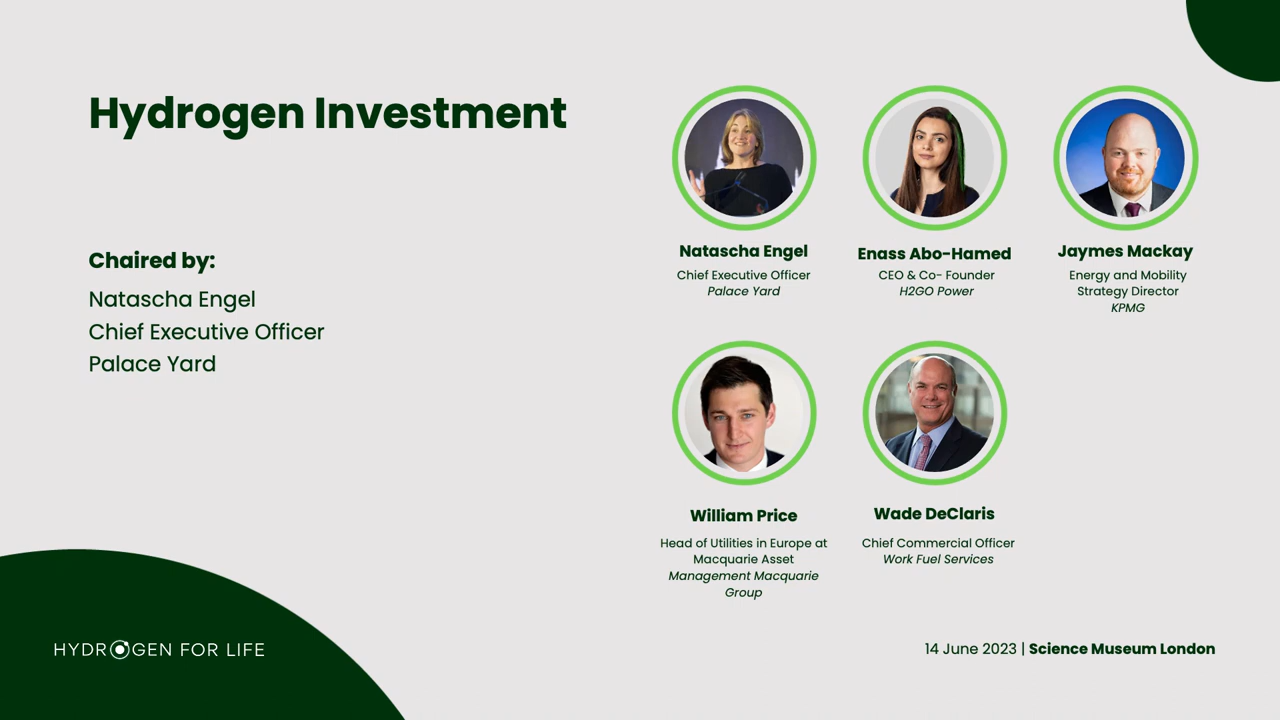 Hydrogen Investment
Chaired by:
Natascha Engel
Chief Executive Officer
Palace Yard
Natascha Engel
Chief Executive Officer
Palace Yard
Enass Abo-Hamed
CEO & Co- Founder
H2GO Power
Jaymes Mackay
Energy and Mobility
Strategy Director
KPMG
William Price
Head of Utilities in Europe at
Macquarie Asset
Management Macquarie
Group
Wade DeClaris
Chief Commercial Officer
Work Fuel Services
HYDROGEN FOR LIFE
14 June 2023 | Science Museum London